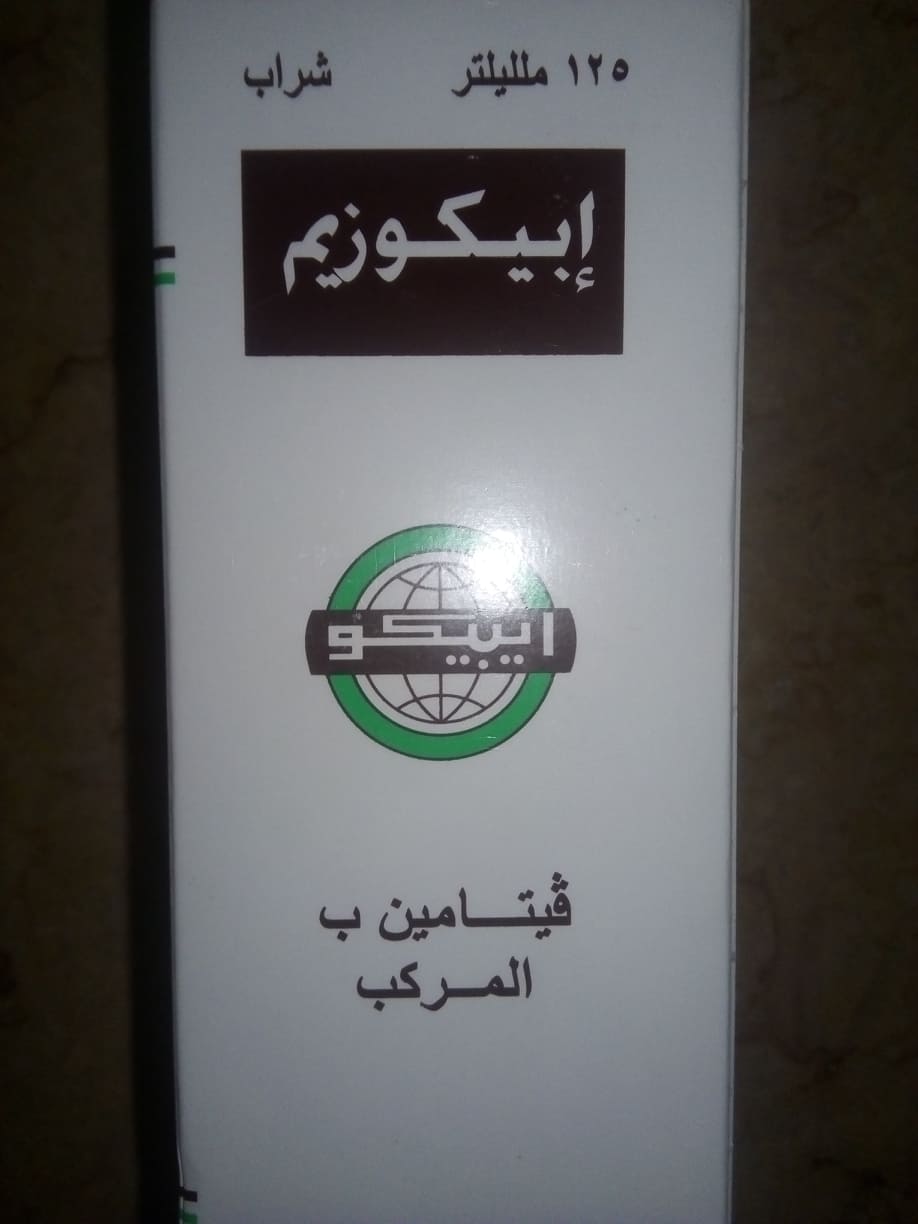 ١٢٥ ملليلتر شراب
إبيكوزيم
ايبيكو
ڤيتامين ب
المركب